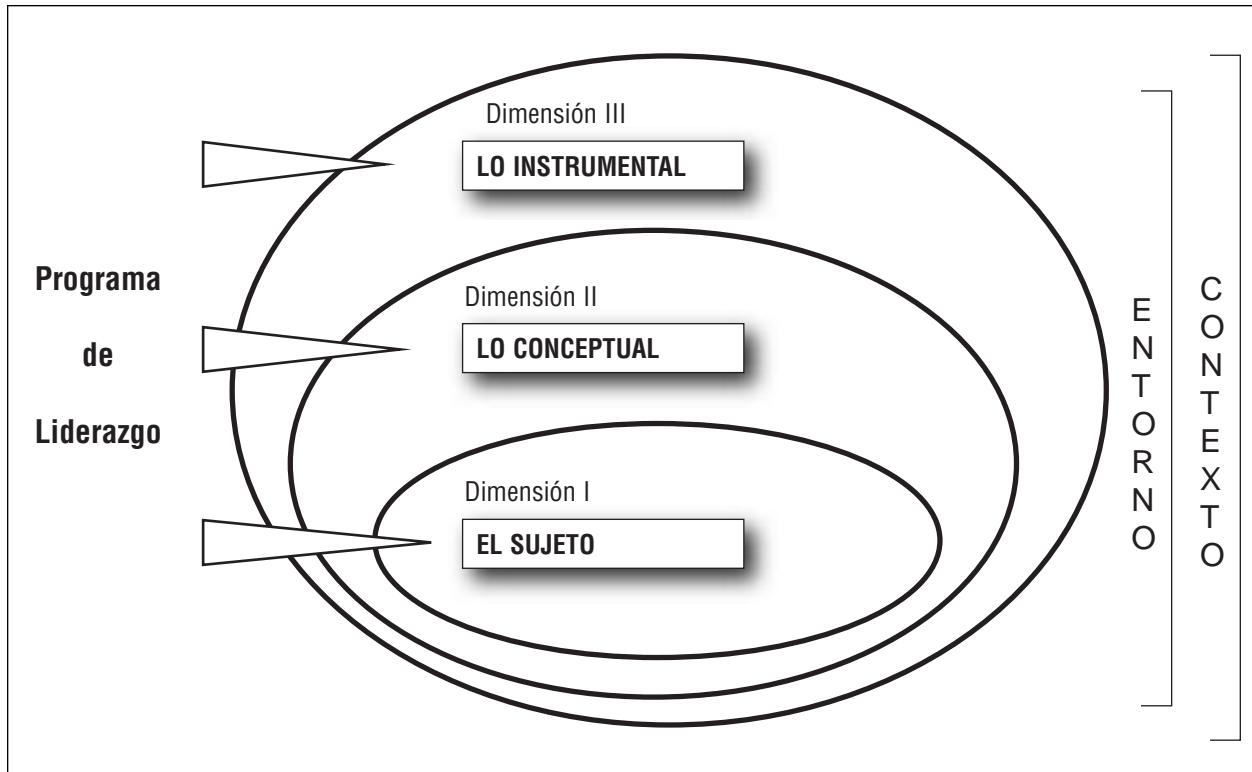 Dimensión III
LO INSTRUMENTAL
Programa
de
Liderazgo
Dimensión II
LO CONCEPTUAL
Dimensión I
EL SUJETO
ENTORNO
CONTEXTO